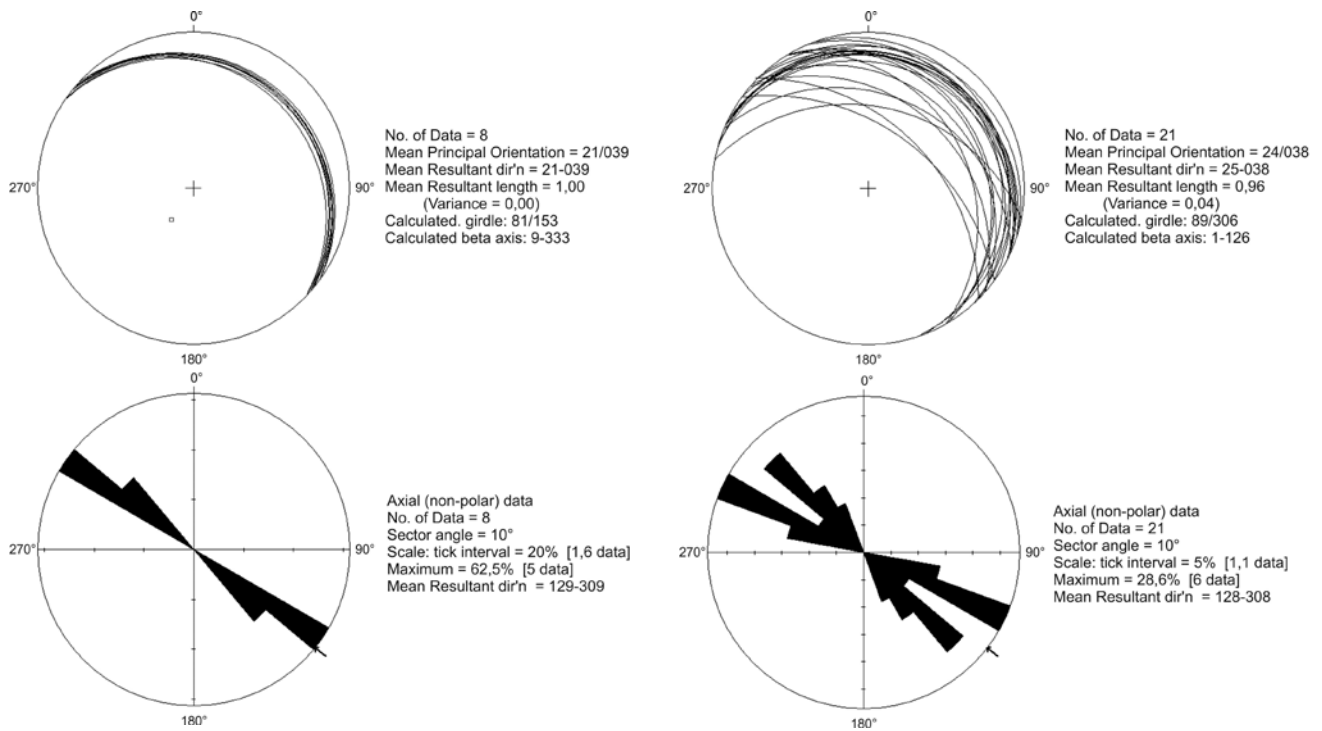 0°
270°
90°
180°
No. of Data = 8
Mean Principal Orientation = 21/039
Mean Resultant dir'n = 21-039
Mean Resultant length = 1,00
(Variance = 0,00)
Calculated. girdle: 81/153
Calculated beta axis: 9-333
0°
270°
90°
180°
No. of Data = 21
Mean Principal Orientation = 24/038
Mean Resultant dir'n = 25-038
Mean Resultant length = 0,96
(Variance = 0,04)
Calculated. girdle: 89/306
Calculated beta axis: 1-126
0°
270°
90°
180°
Axial (non-polar) data
No. of Data = 8
Sector angle = 10°
Scale: tick interval = 20% [1,6 data]
Maximum = 62,5% [5 data]
Mean Resultant dir'n = 129-309
0°
270°
90°
180°
Axial (non-polar) data
No. of Data = 21
Sector angle = 10°
Scale: tick interval = 5% [1,1 data]
Maximum = 28,6% [6 data]
Mean Resultant dir'n = 128-308